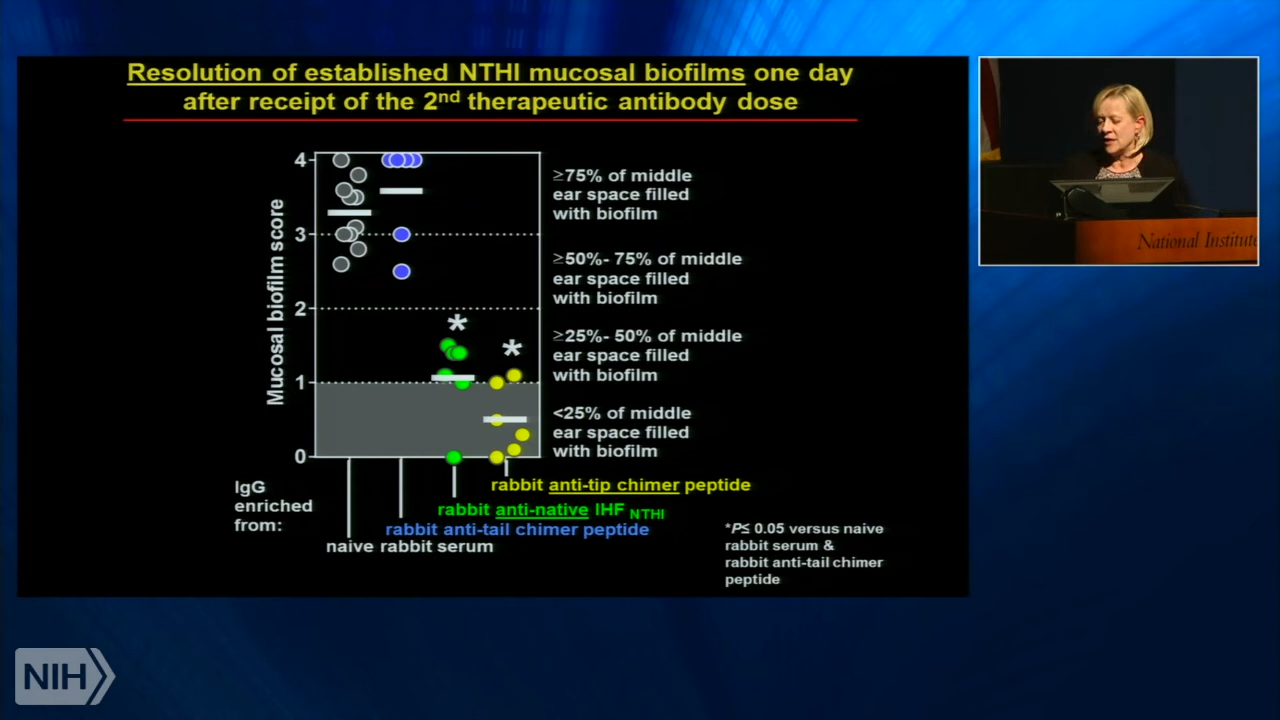 Resolution of established NTHI mucosal biofilms one day
after receipt of the 2nd therapeutic antibody dose
Mucosal biofilm score
4
3
2
1
0
≥75% of middle
ear space filled
with biofilm
≥50%- 75% of middle
ear space filled
with biofilm
≥25%- 50% of middle
ear space filled
with biofilm
<25% of middle
ear space filled
with biofilm
*
*
IgG
enriched
from:
rabbit anti-tip chimer peptide
rabbit anti-native IHF NTHI
rabbit anti-tail chimer peptide
naive rabbit serum
*P≤ 0.05 versus naive
rabbit serum &
rabbit anti-tail chimer
peptide
National Institute
NIH